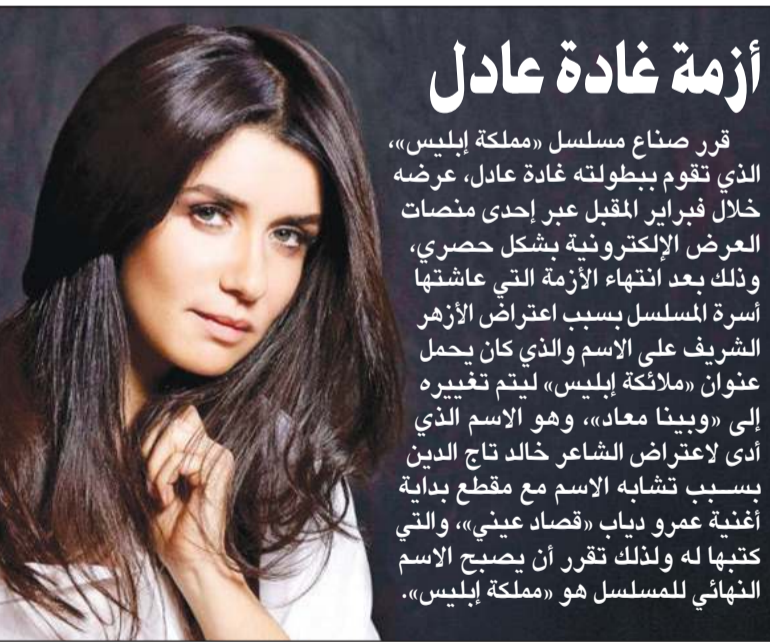 أزمة غادة عادل
قرر صناع مسلسل «مملكة إبليس»،
الذي تقوم ببطولته غادة عادل، عرضه
خلال فبراير المقبل عبر إحدى منصات
العرض الإلكترونية بشكل حصري،
وذلك بعد انتهاء الأزمة التي عاشتها
أسرة المسلسل بسبب اعتراض الأزهر
الشريف على الاسم والذي كان يحمل
عنوان «ملائكة إبليس» ليتم تغييره
إلى «وبينا معاد»، وهو الاسم الذي
أدى لاعتراض الشاعر خالد تاج الدين
بســبب تشابه الاسم مع مقطع بداية
أغنية عمرو دياب «قصاد عيني»، والتي
كتبها له ولذلك تقرر أن يصبح الاسم
النهائي للمسلسل هو «مملكة إبليس».